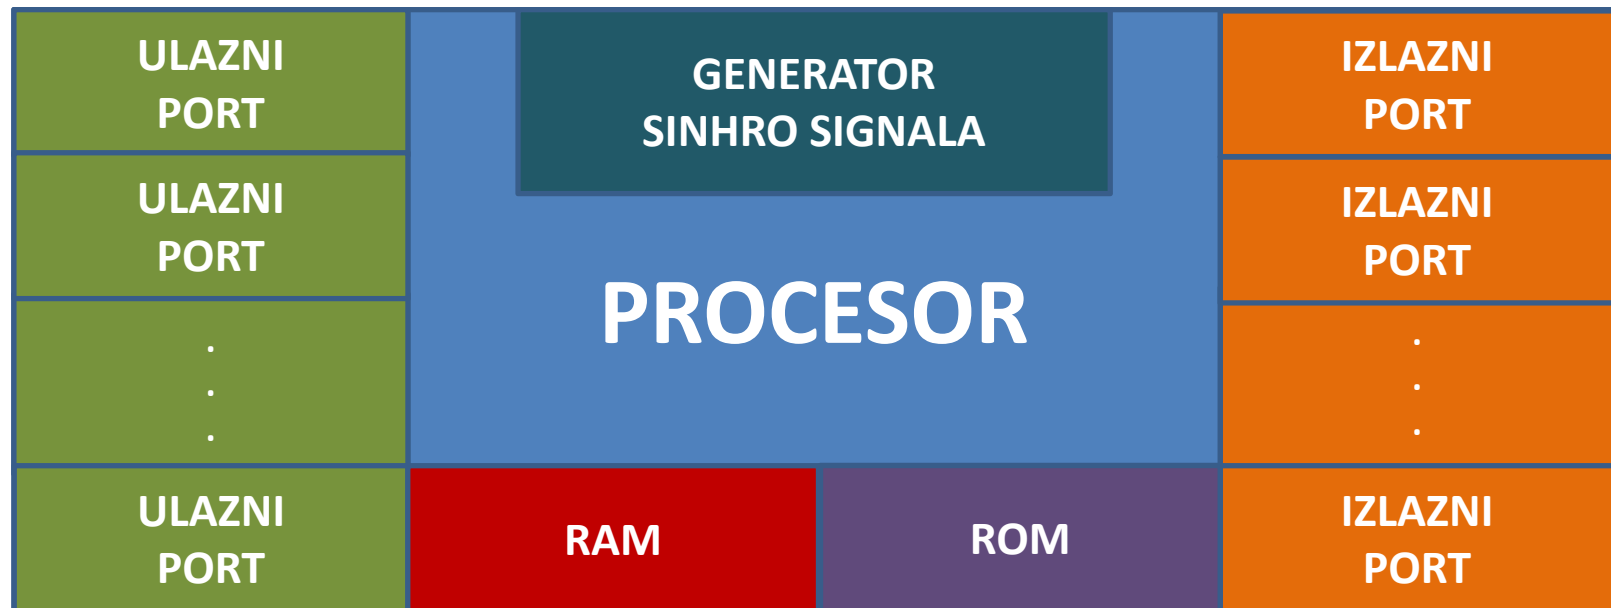 ULAZNI
PORT
ULAZNI
PORT
.
.
.
ULAZNI
PORT
GENERATOR
SINHRO SIGNALA
PROCESOR
RAM
ROM
IZLAZNI
PORT
IZLAZNI
PORT
.
.
.
IZLAZNI
PORT